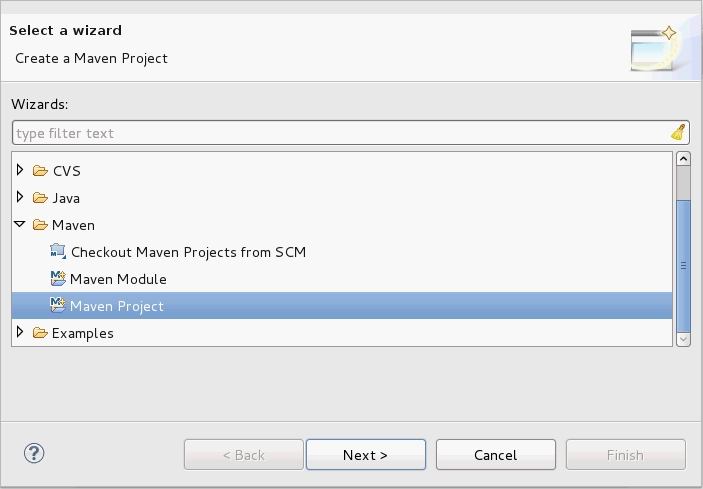 Select a wizard
Create a Maven Project
Wizards:
type filter text
CVS
Java
Maven
Checkout Maven Projects from SCM
Maven Module
Maven Project
Examples
? < Back Next > Cancel Finish